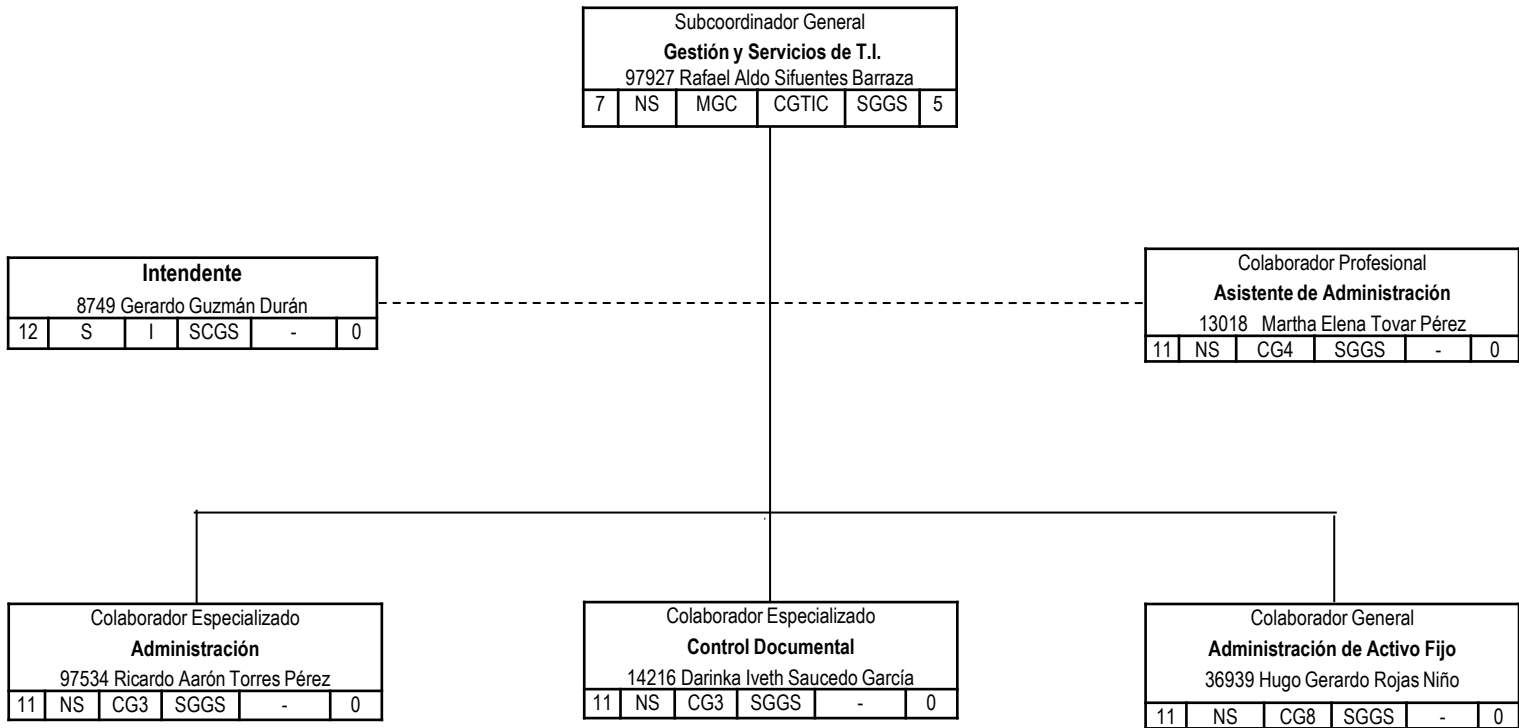 Subcoordinador General
Gestión y Servicios de T.I.
97927 Rafael Aldo Sifuentes Barraza
7 NS MGC CGTIC SGGS 5
Intendente
8749 Gerardo Guzmán Durán
12 S I SCGS - 0
Colaborador Profesional
Asistente de Administración
13018 Martha Elena Tovar Pérez
11 NS CG4 SGGS - 0
Colaborador Especializado
Administración
97534 Ricardo Aarón Torres Pérez
11 NS CG3 SGGS - 0
Colaborador Especializado
Control Documental
14216 Darinka Iveth Saucedo García
11 NS CG3 SGGS - 0
Colaborador General
Administración de Activo Fijo
36939 Hugo Gerardo Rojas Niño
11 NS CG8 SGGS - 0